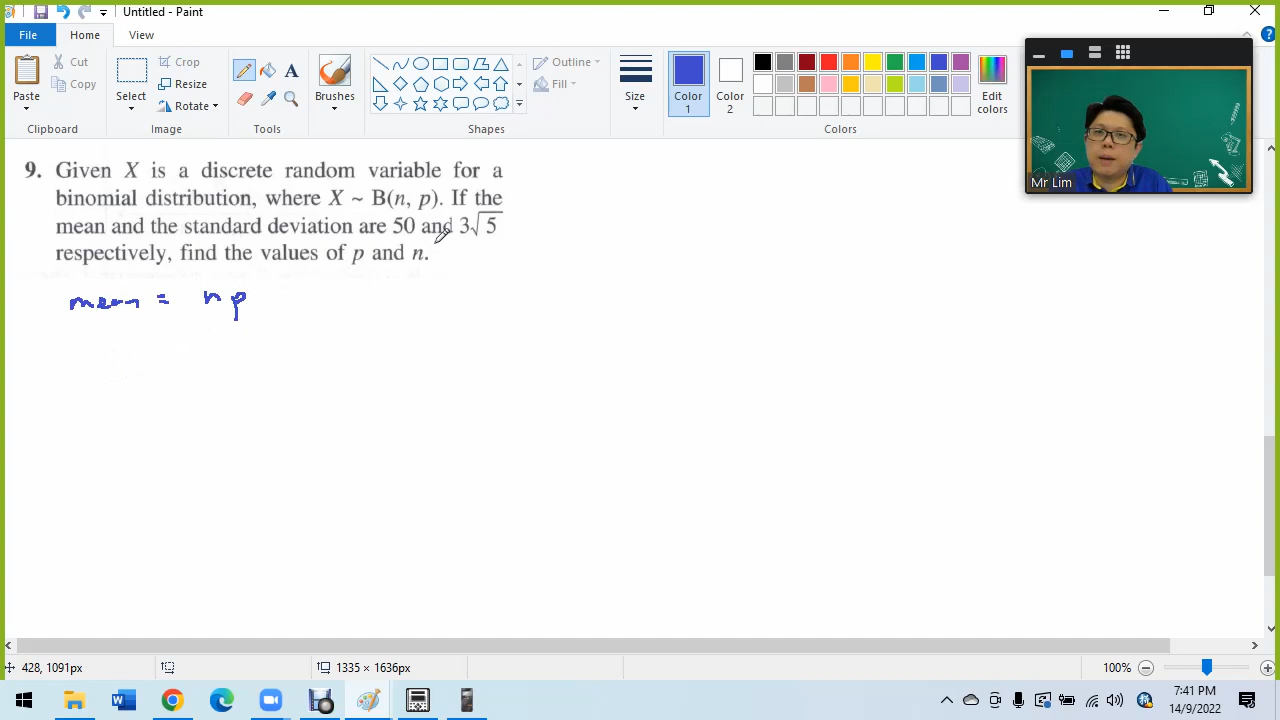 Untitled - Paint
File Home View
Paste Cut Copy Clipboard
Select Crop Resize Rotate Image
A Tools
Brushes
Outline Fill Shapes
Size
Color 1 Color 2 Edit colors Colors
Mr Lim
9. Given X is a discrete random variable for a
binomial distribution, where X ~ B(n, p). If the
mean and the standard deviation are 50 and 3√5
respectively, find the values of p and n.
mean = np
428, 1091px 1335 × 1636px 100%
7:41 PM
14/9/2022